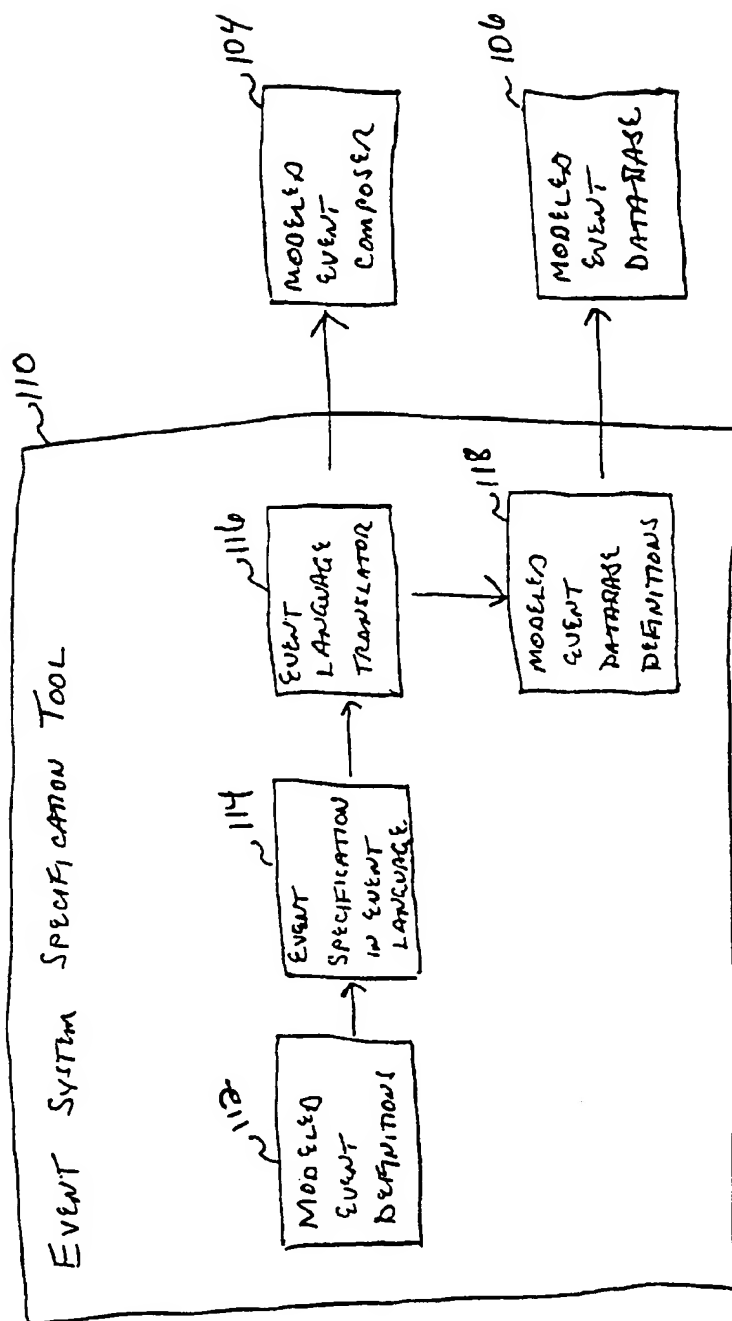 110
EVENT SYSTEM SPECIFICATION TOOL
112
MODELED
EVENT
DEFINITIONS
114
EVENT
SPECIFICATION
IN EVENT
LANGUAGE.
116
EVENT
LANGUAGE
TRANSLATOR
118
MODELED
EVENT
DATABASE
DEFINITIONS
104
MODELED
EVENT
COMPOSER
106
MODELED
EVENT
DATABASE